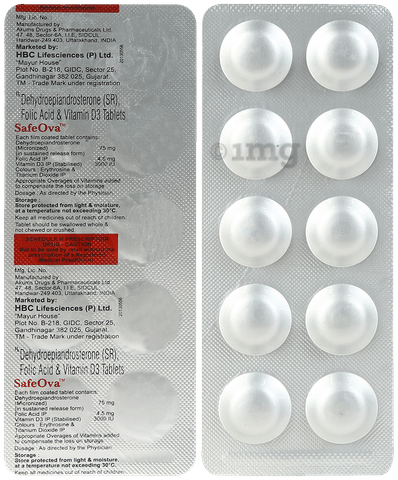 Mfg. Lic. No.
Manufactured by
Akums Drugs & Pharmaceuticals Ltd.
47, 48, Sector-6A, I.I.E, SIDCUL,
Haridwar-249 403, Uttarakhand, INDIA
Marketed by:
HBC Lifesciences (P) Ltd.
"Mayur House"
Plot No. B-218, GIDC, Sector 25,
Gandhinagar 382 025, Gujarat.
TM - Trade Mark under registration
Dehydroepiandrosterone (SR),
Folic Acid & Vitamin D3 Tablets
SafeOva™
Each film coated tablet contains:
Dehydroepiandrosterone
(Micronized) 75 mg
(in sustained release form)
Folic Acid IP 4.5 mg
Vitamin D3 IP (Stabilised) 3000 IU
Colours : Erythrosine &
Titanium Dioxide IP
Appropriate Overages of Vitamins added
to compensate the loss on storage
Dosage : As directed by the Physician
Storage :
Store protected from light & moisture,
at a temperature not exceeding 30°C.
Keep all medicines out of reach of children.
Tablet should be swallowed whole &
not chewed or crushed.
Mfg. Lic. No.
Manufactured by
Akums Drugs & Pharmaceuticals Ltd.
47, 48, Sector-6A, I.I.E, SIDCUL,
Haridwar-249 403, Uttarakhand, INDIA
Marketed by:
HBC Lifesciences (P) Ltd.
"Mayur House"
Plot No. B-218, GIDC, Sector 25,
Gandhinagar 382 025, Gujarat.
TM - Trade Mark under registration
Dehydroepiandrosterone (SR),
Folic Acid & Vitamin D3 Tablets
SafeOva™
Each film coated tablet contains:
Dehydroepiandrosterone
(Micronized) 75 mg
(in sustained release form)
Folic Acid IP 4.5 mg
Vitamin D3 IP (Stabilised) 3000 IU
Colours : Erythrosine &
Titanium Dioxide IP
Appropriate Overages of Vitamins added
to compensate the loss on storage
Dosage : As directed by the Physician
Storage :
Store protected from light & moisture,
at a temperature not exceeding 30°C.
Keep all medicines out of reach of children.
1mg